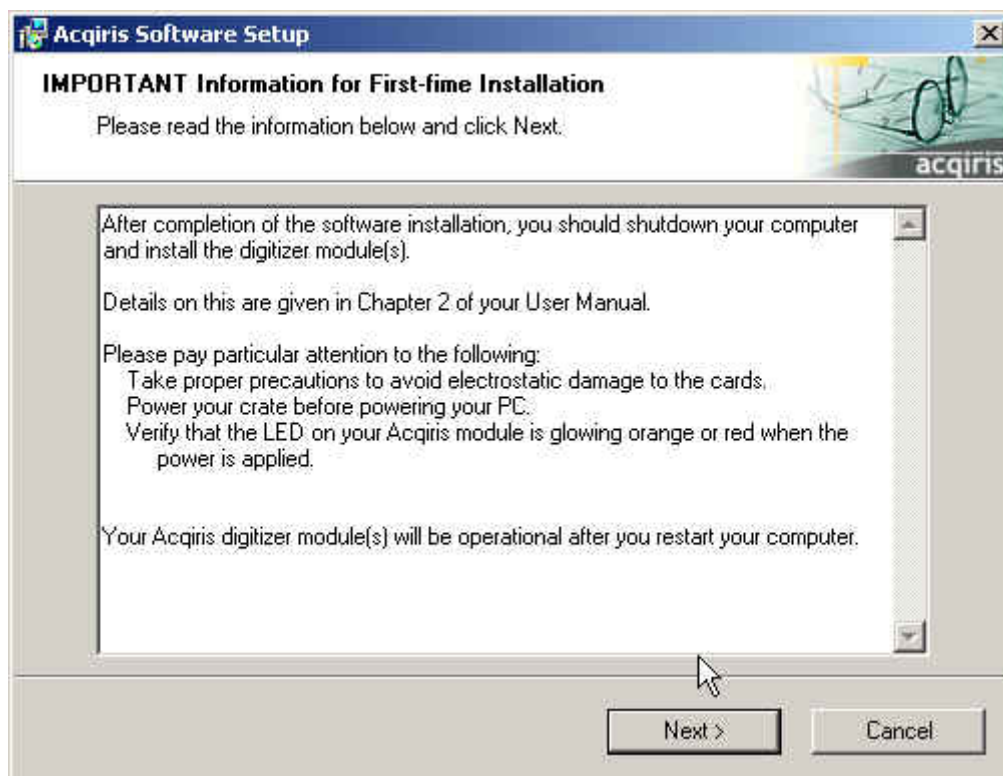 Acqiris Software Setup
IMPORTANT Information for First-fime Installation
Please read the information below and click Next.
acqiris
After completion of the software installation, you should shutdown your computer
and install the digitizer module(s).
Details on this are given in Chapter 2 of your User Manual.
Please pay particular attention to the following:
Take proper precautions to avoid electrostatic damage to the cards.
Power your crate before powering your PC.
Verify that the LED on your Acqiris module is glowing orange or red when the
power is applied.
Your Acqiris digitizer module(s) will be operational after you restart your computer.
Next >
Cancel